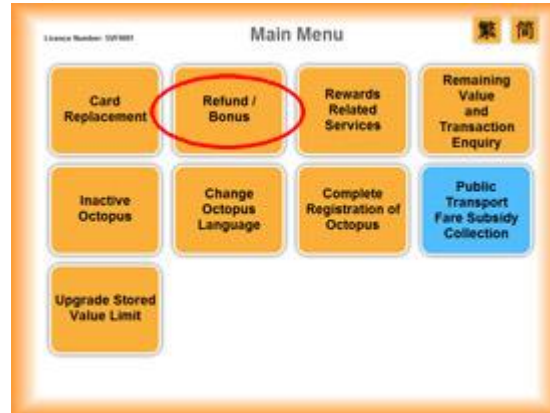 Main Menu
繁 简
Card
Replacement
Refund /
Bonus
Rewards
Related
Services
Remaining
Value
and
Transaction
Enquiry
Inactive
Octopus
Change
Octopus
Language
Complete
Registration of
Octopus
Public
Transport
Fare Subsidy
Collection
Upgrade Stored
Value Limit